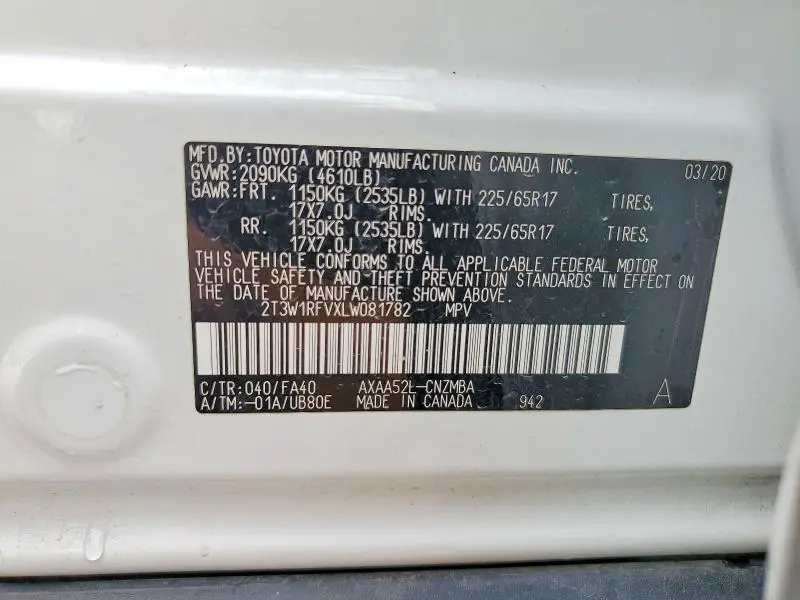 MFD.BY:TOYOTA MOTOR MANUFACTURING CANADA INC. 03/20
GVWR:2090KG (4610LB)
GAWR:FRT. 1150KG (2535LB) WITH 225/65R17 TIRES,
17X7.0J RIMS.
RR. 1150KG (2535LB) WITH 225/65R17 TIRES,
17X7.0J RIMS.
THIS VEHICLE CONFORMS TO ALL APPLICABLE FEDERAL MOTOR
VEHICLE SAFETY AND THEFT PREVENTION STANDARDS IN EFFECT ON
THE DATE OF MANUFACTURE SHOWN ABOVE.
2T3W1RFVXLW081782 MPV
C/TR:040/FA40 AXAA52L-CNZMBA
A/TM:-01A/UB80E MADE IN CANADA 942 A